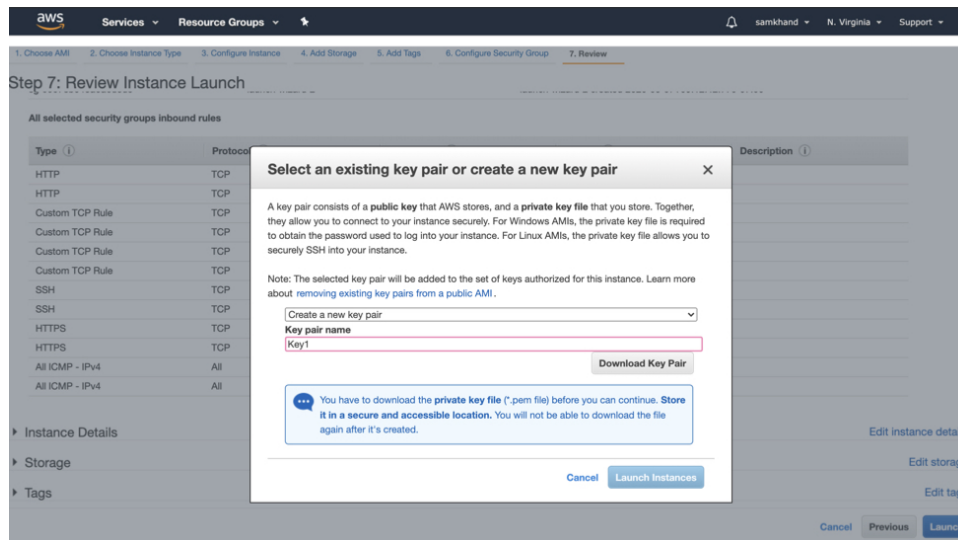 aws Services Resource Groups samkhand N. Virginia Support
1. Choose AMI 2. Choose Instance Type 3. Configure Instance 4. Add Storage 5. Add Tags 6. Configure Security Group 7. Review
Step 7: Review Instance Launch
All selected security groups inbound rules
Type Protocol Description
HTTP TCP
HTTP TCP
Custom TCP Rule TCP
Custom TCP Rule TCP
Custom TCP Rule TCP
Custom TCP Rule TCP
SSH TCP
SSH TCP
HTTPS TCP
HTTPS TCP
All ICMP - IPv4 All
All ICMP - IPv4 All
Select an existing key pair or create a new key pair
A key pair consists of a public key that AWS stores, and a private key file that you store. Together,
they allow you to connect to your instance securely. For Windows AMIs, the private key file is required
to obtain the password used to log into your instance. For Linux AMIs, the private key file allows you to
securely SSH into your instance.
Note: The selected key pair will be added to the set of keys authorized for this instance. Learn more
about removing existing key pairs from a public AMI.
Create a new key pair
Key pair name
Key1
Download Key Pair
You have to download the private key file (*.pem file) before you can continue. Store
it in a secure and accessible location. You will not be able to download the file
again after it's created.
Cancel Launch Instances
Instance Details Edit instance deta
Storage Edit stora
Tags Edit ta
Cancel Previous Launc